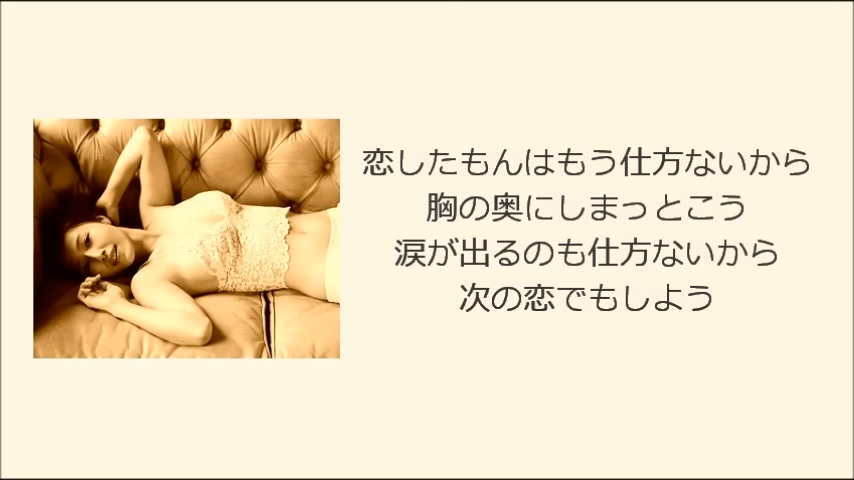 恋したもんはもう仕方ないから
胸の奥にしまっとこう
涙が出るのも仕方ないから
次の恋でもしよう